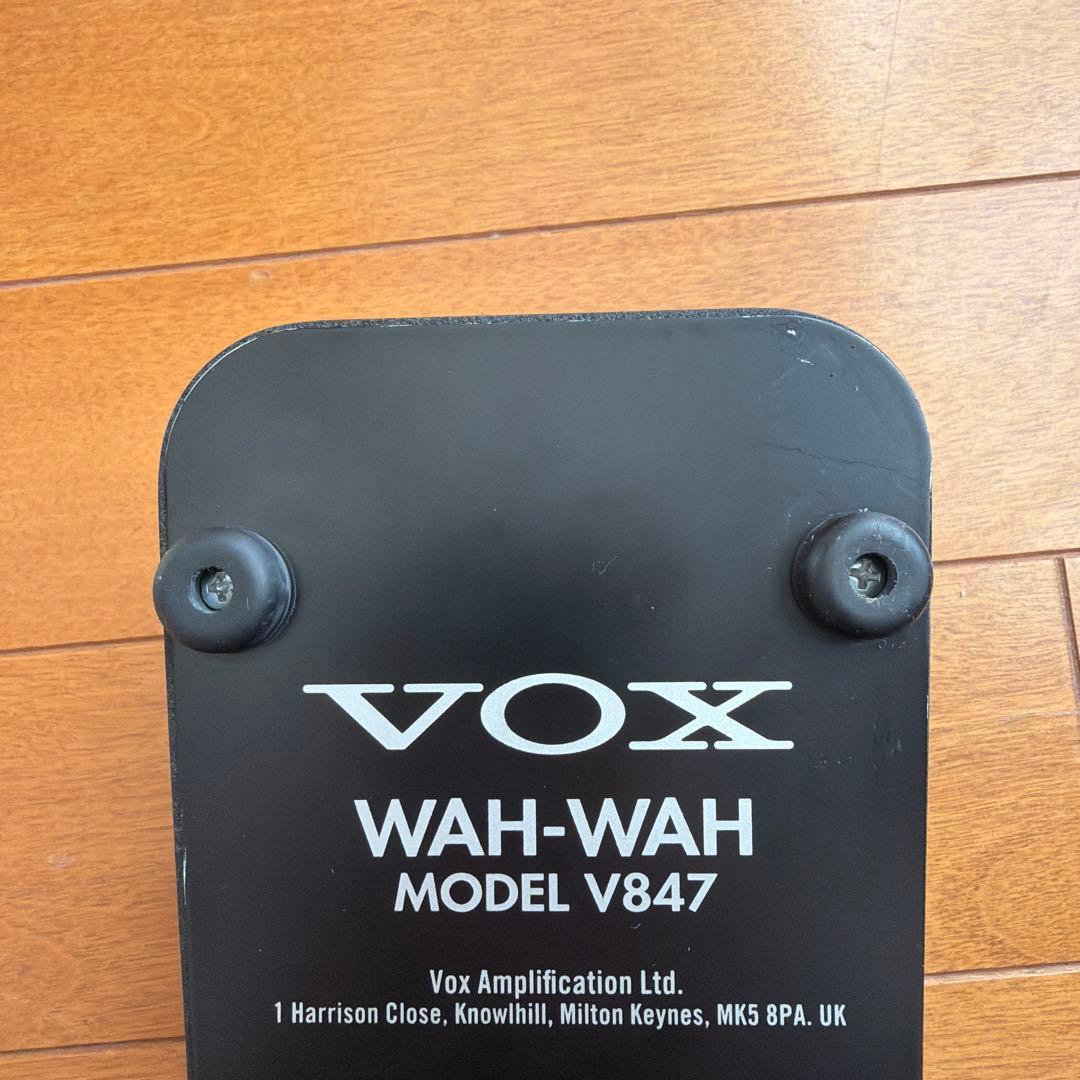 VOX
WAH-WAH
MODEL V847
Vox Amplification Ltd.
1 Harrison Close, Knowlhill, Milton Keynes, MK5 8PA. UK